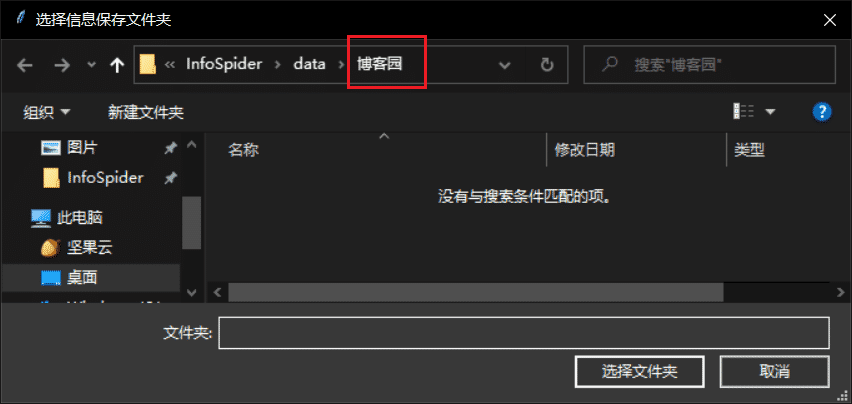 选择信息保存文件夹
« InfoSpider › data › 博客园
搜索"博客园"
组织
新建文件夹
图片
InfoSpider
此电脑
坚果云
桌面
名称
修改日期
类型
没有与搜索条件匹配的项。
文件夹:
选择文件夹
取消